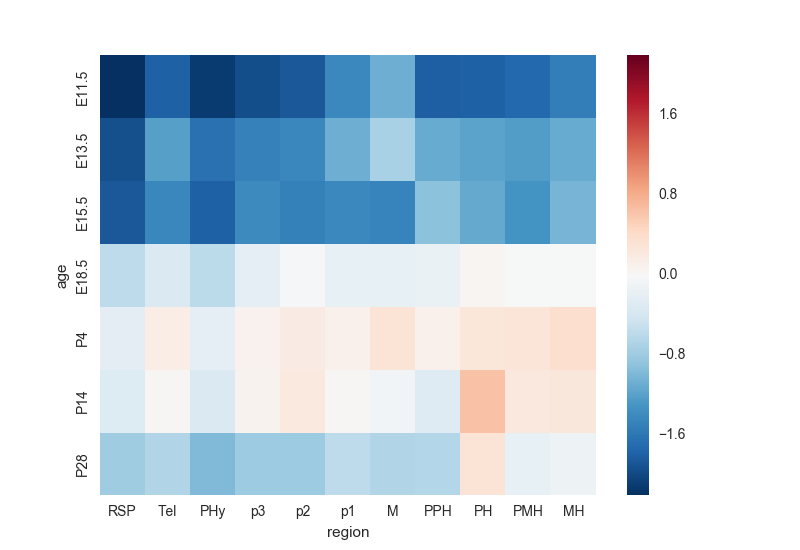 age
E11.5
E13.5
E15.5
E18.5
P4
P14
P28
RSP Tel PHy p3 p2 p1 M PPH PH PMH MH
region
1.6
0.8
0.0
−0.8
−1.6